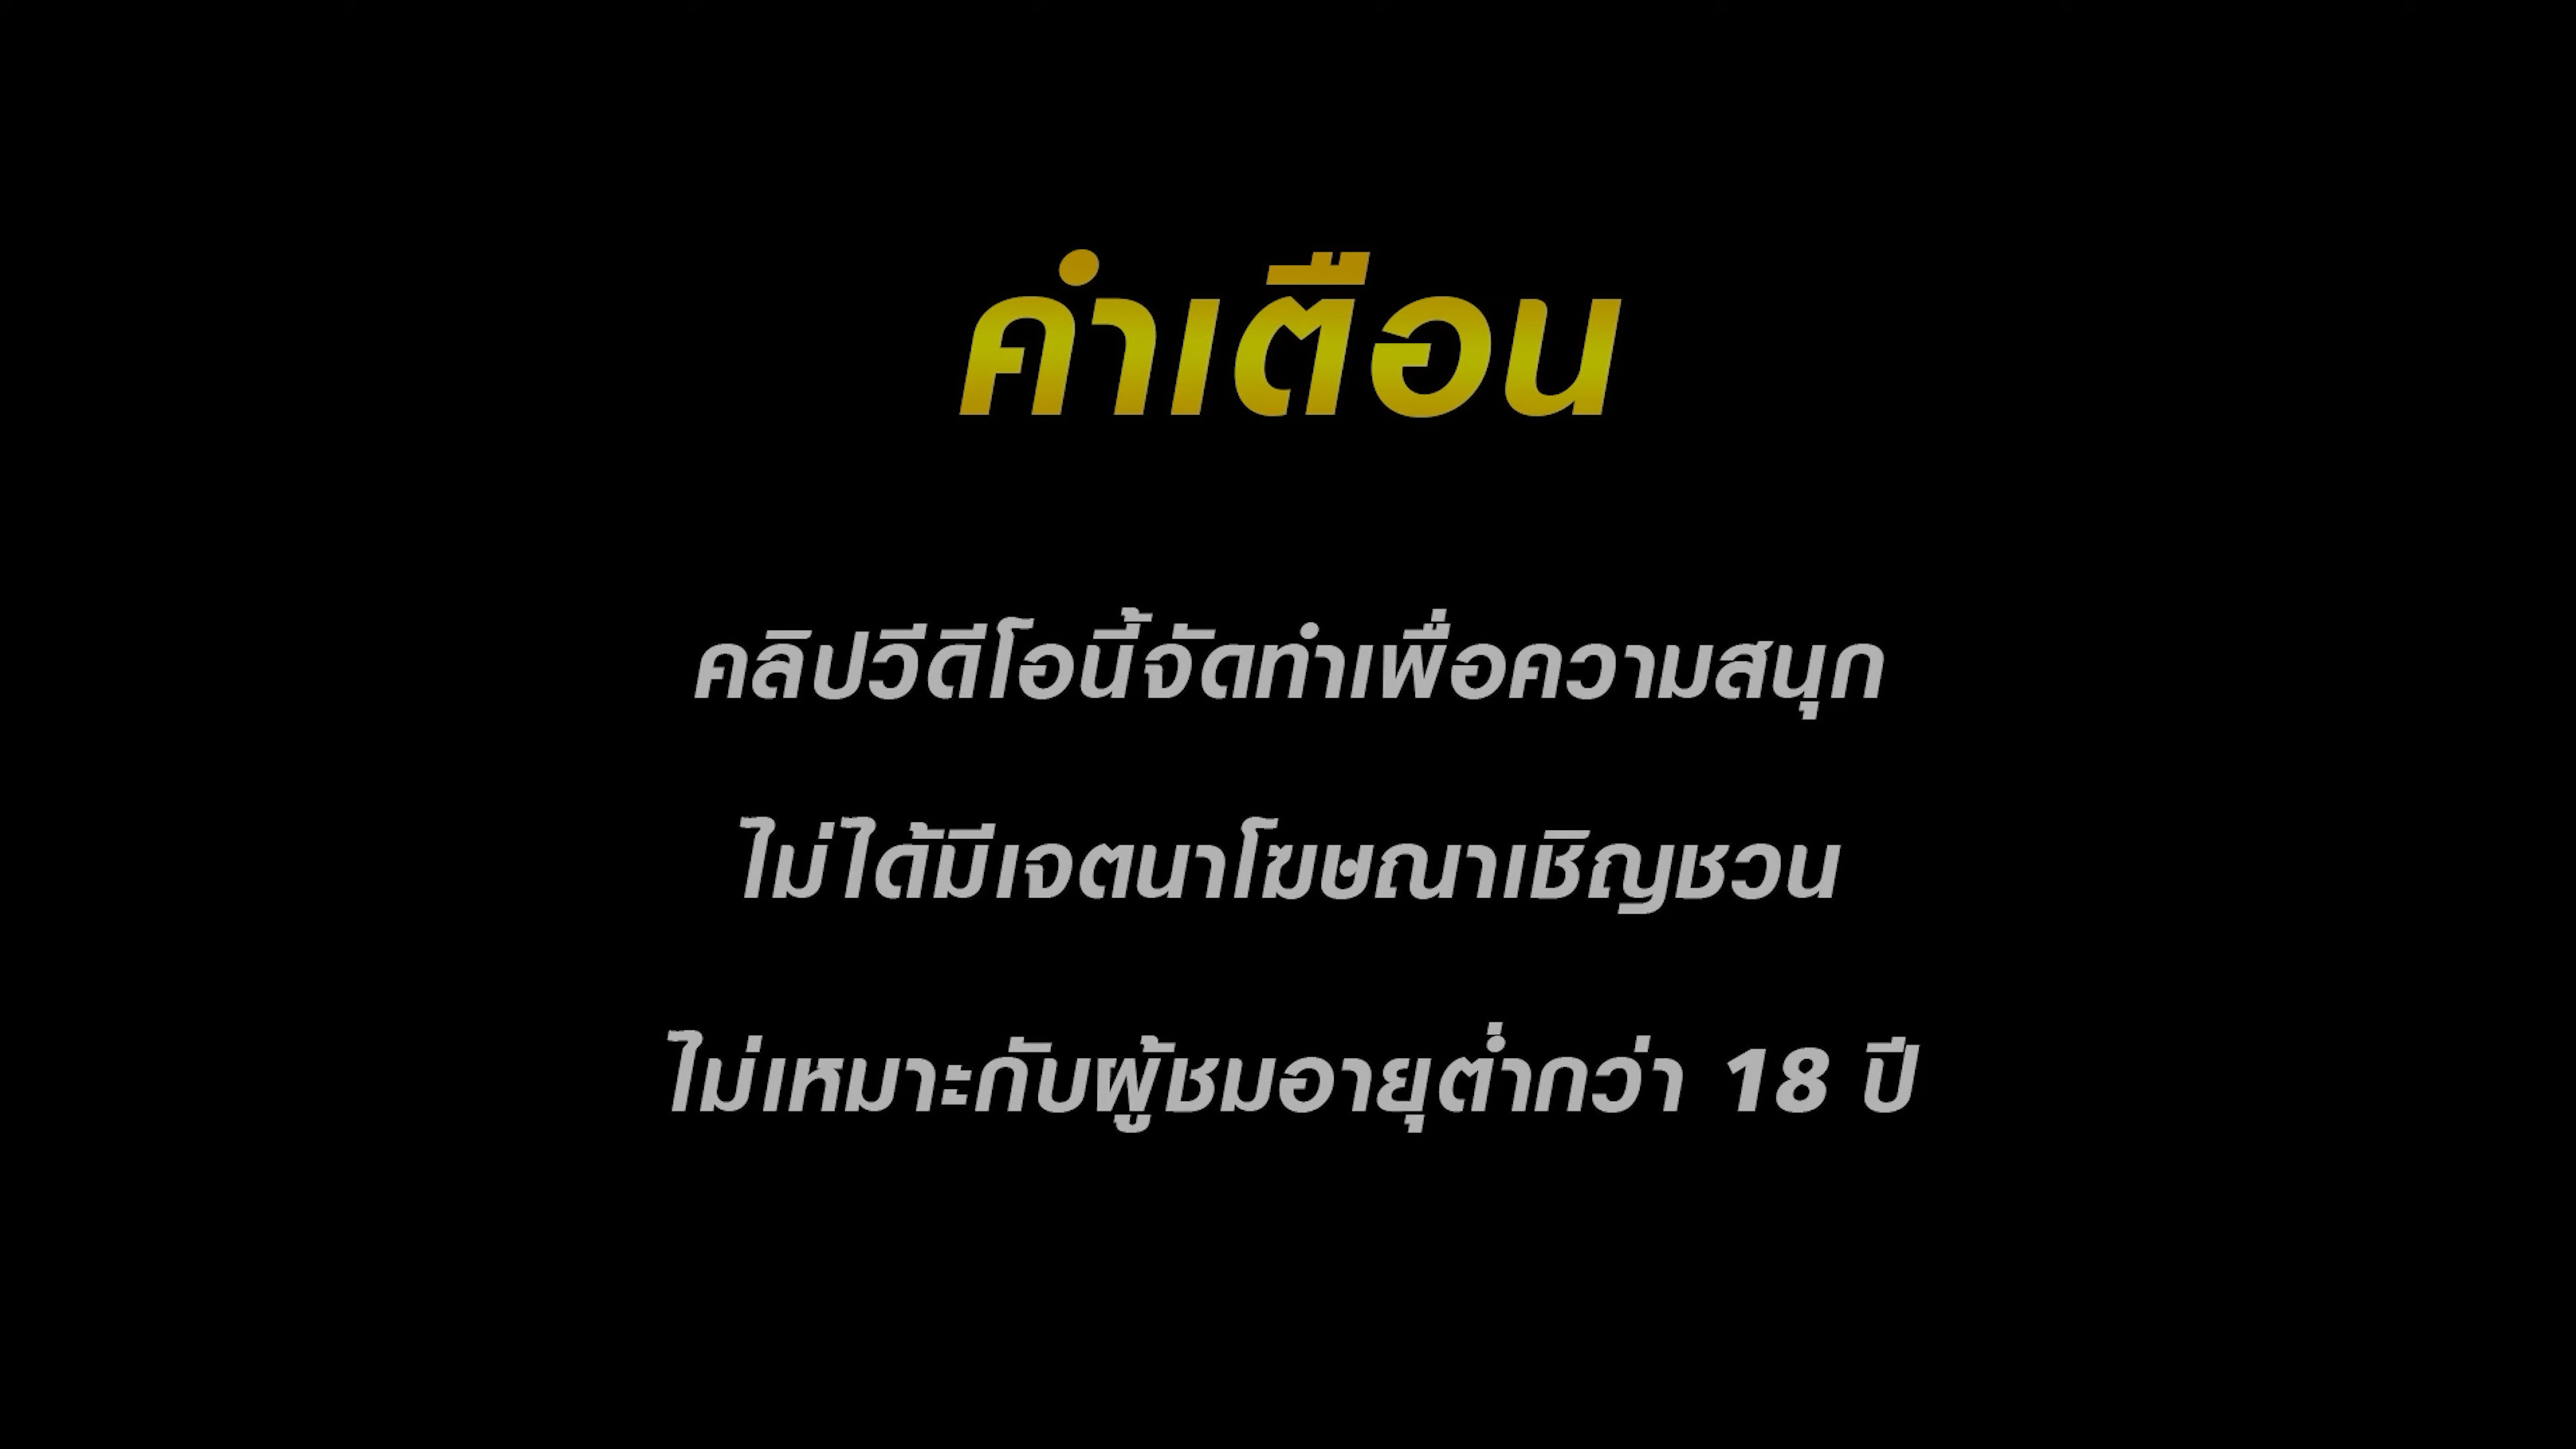 คำเตือน
คลิปวีดีโอนี้จัดทำเพื่อความสนุก
ไม่ได้มีเจตนาโฆษณาเชิญชวน
ไม่เหมาะกับผู้ชมอายุต่ำกว่า 18 ปี